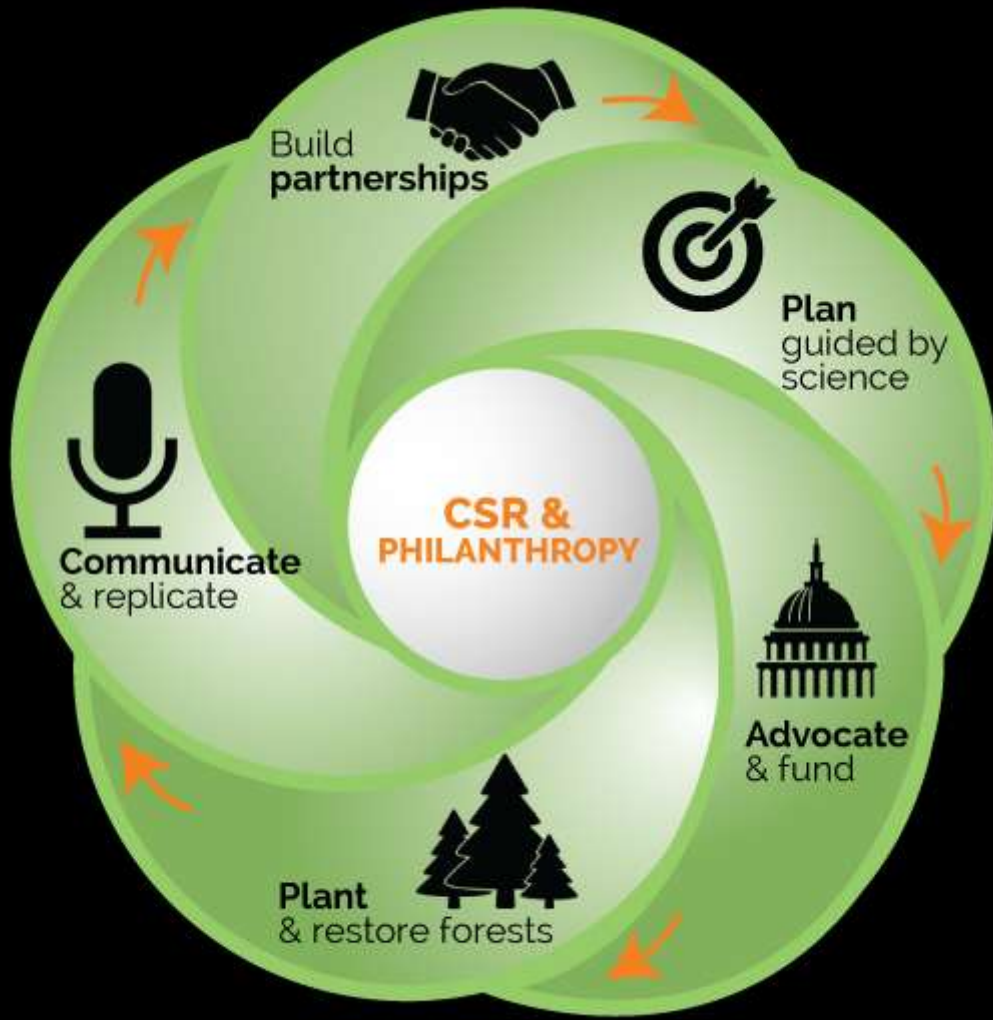 Build
partnerships
Plan
guided by
science
Advocate
& fund
Plant
& restore forests
Communicate
& replicate
CSR &
PHILANTHROPY